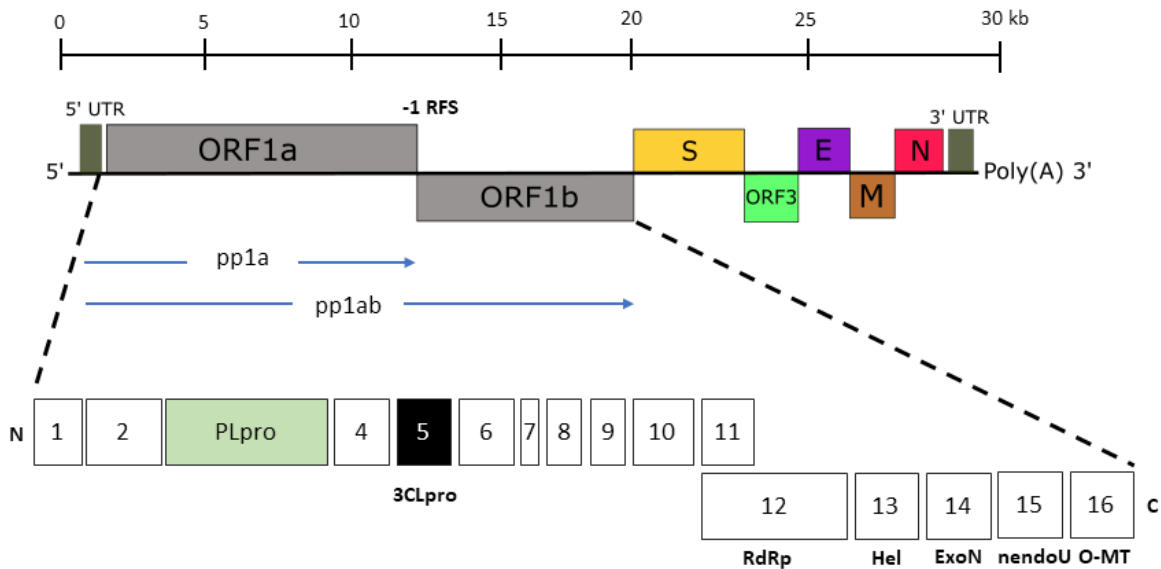 0 5 10 15 20 25 30 kb
5' UTR -1 RFS 3' UTR
ORF1a S E N
5' Poly(A) 3'
ORF1b ORF3 M
pp1a
pp1ab
N 1 2 PLpro 4 5 6 7 8 9 10 11
3CLpro
12 13 14 15 16 C
RdRp Hel ExoN nendoU O-MT